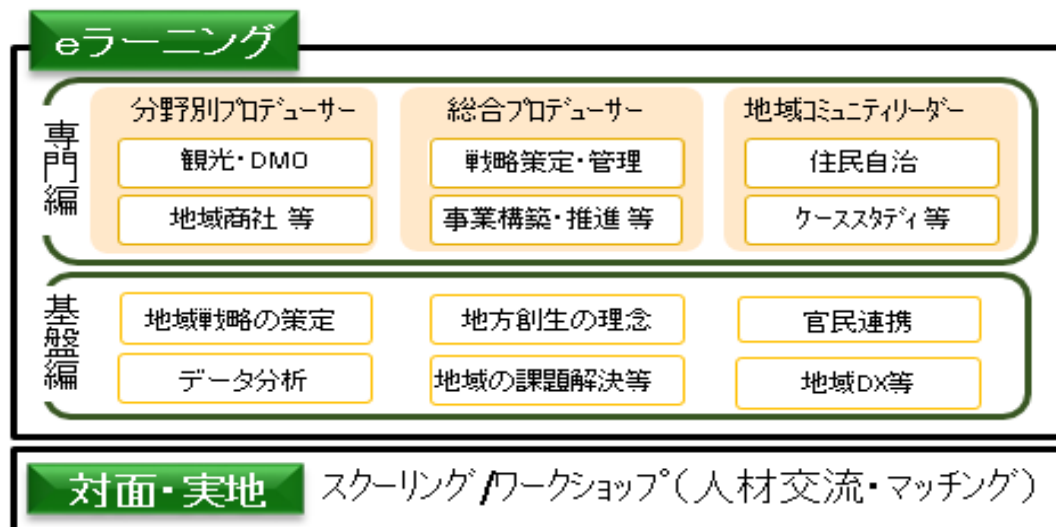 eラーニング
専門編
分野別プロデューサー
観光・DMO
地域商社 等
総合プロデューサー
戦略策定・管理
事業構築・推進 等
地域コミュニティリーダー
住民自治
ケーススタディ 等
基盤編
地域戦略の策定
地方創生の理念
官民連携
データ分析
地域の課題解決等
地域DX等
対面・実地
スクーリング/ワークショップ(人材交流・マッチング)